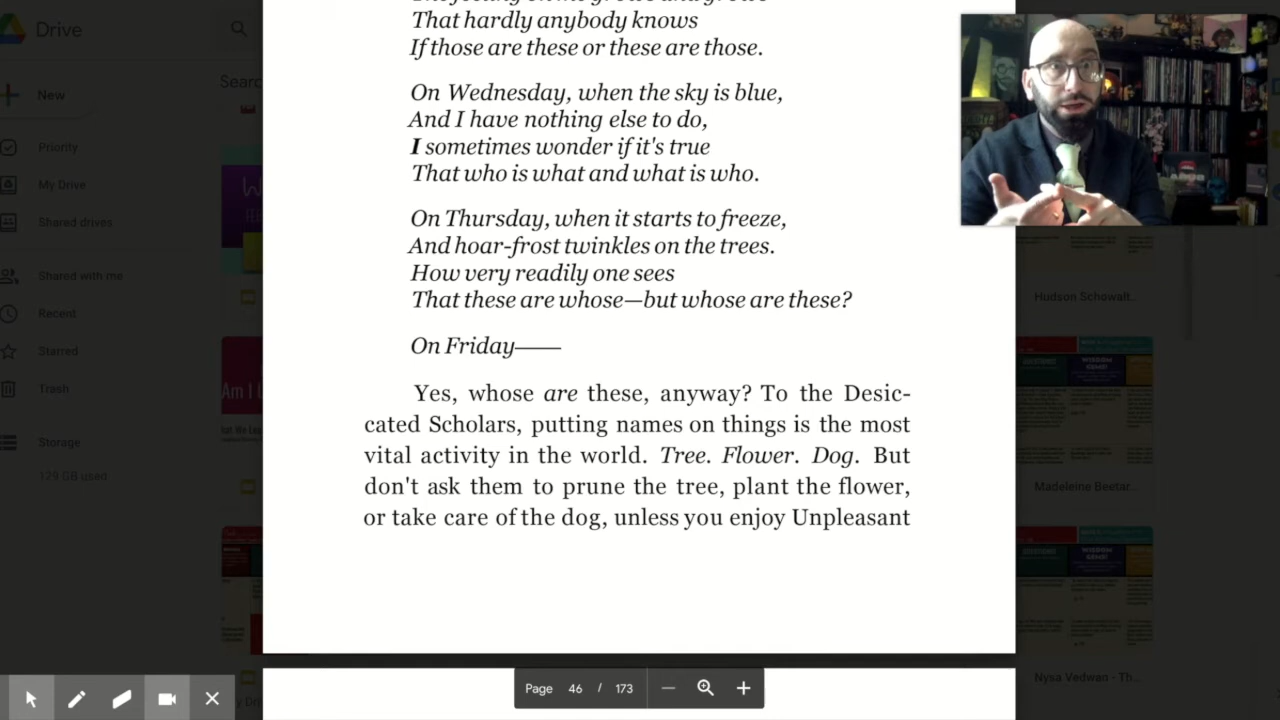 Drive
Search
New
Priority
My Drive
Shared drives
Shared with me
Recent
Starred
Trash
Storage
129 GB used
That hardly anybody knows
If those are these or these are those.
On Wednesday, when the sky is blue,
And I have nothing else to do,
I sometimes wonder if it's true
That who is what and what is who.
On Thursday, when it starts to freeze,
And hoar-frost twinkles on the trees.
How very readily one sees
That these are whose—but whose are these?
On Friday——
Yes, whose are these, anyway? To the Desic-
cated Scholars, putting names on things is the most
vital activity in the world. Tree. Flower. Dog. But
don't ask them to prune the tree, plant the flower,
or take care of the dog, unless you enjoy Unpleasant
Hudson Schowalt...
Madeleine Beetar...
Nysa Vedwan - Th...
Page 46 / 173